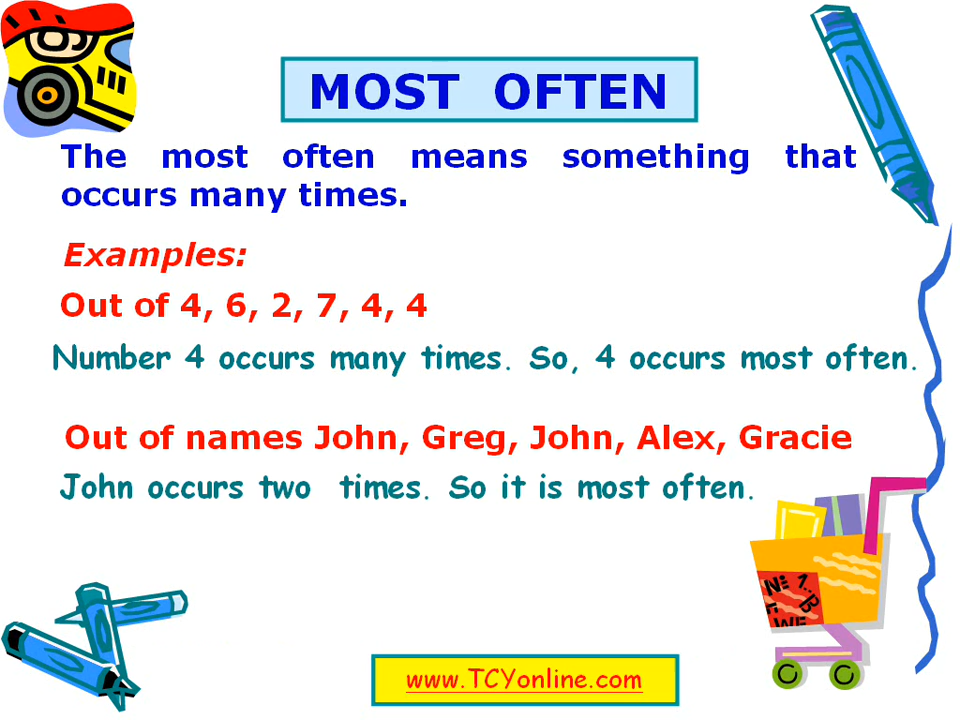 MOST OFTEN
The most often means something that
occurs many times.
Examples:
Out of 4, 6, 2, 7, 4, 4
Number 4 occurs many times. So, 4 occurs most often.
Out of names John, Greg, John, Alex, Gracie
John occurs two times. So it is most often.
www.TCYonline.com